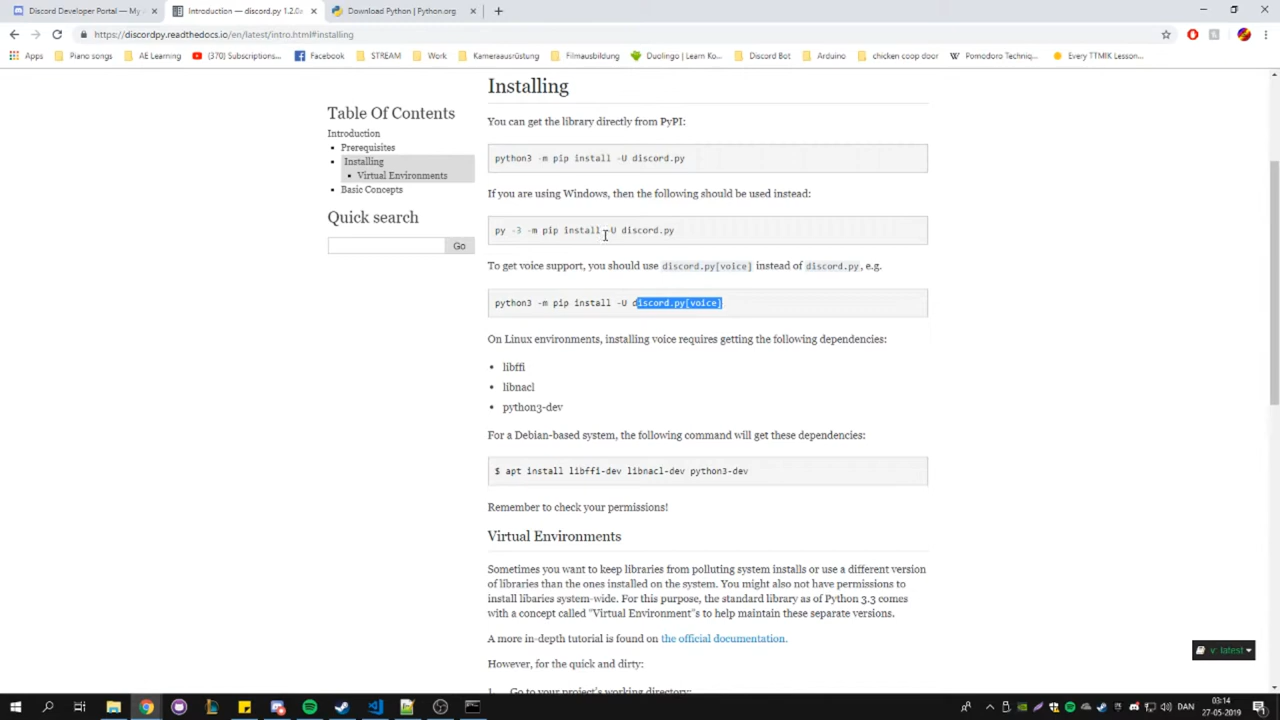 Discord Developer Portal — My
Introduction — discord.py 1.2.0a
Download Python | Python.org
https://discordpy.readthedocs.io/en/latest/intro.html#installing
Apps
Piano songs
AE Learning
(370) Subscriptions...
Facebook
STREAM
Work
Kameraausrüstung
Filmausbildung
Duolingo | Learn Ko...
Discord Bot
Arduino
chicken coop door
Pomodoro Techniq...
Every TTMIK Lesson...
Table Of Contents
Introduction
Prerequisites
Installing
Virtual Environments
Basic Concepts
Quick search
Go
Installing
You can get the library directly from PyPI:
python3 -m pip install -U discord.py
If you are using Windows, then the following should be used instead:
py -3 -m pip install -U discord.py
To get voice support, you should use discord.py[voice] instead of discord.py, e.g.
python3 -m pip install -U discord.py[voice]
On Linux environments, installing voice requires getting the following dependencies:
libffi
libnacl
python3-dev
For a Debian-based system, the following command will get these dependencies:
$ apt install libffi-dev libnacl-dev python3-dev
Remember to check your permissions!
Virtual Environments
Sometimes you want to keep libraries from polluting system installs or use a different version
of libraries than the ones installed on the system. You might also not have permissions to
install libaries system-wide. For this purpose, the standard library as of Python 3.3 comes
with a concept called "Virtual Environment"s to help maintain these separate versions.
A more in-depth tutorial is found on the official documentation.
However, for the quick and dirty:
1. Go to your project's working directory:
v: latest
DAN
03:14
27-05-2019